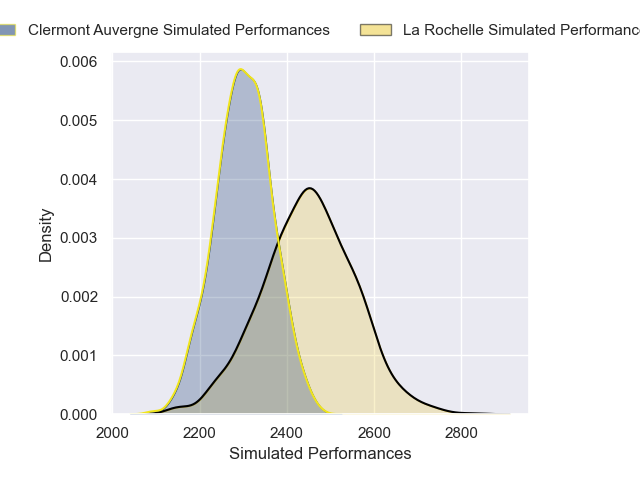 Clermont Auvergne Simulated Performances
La Rochelle Simulated Performanc
0.006
0.005
0.004
0.003
0.002
0.001
0.000
Density
2000 2200 2400 2600 2800
Simulated Performances